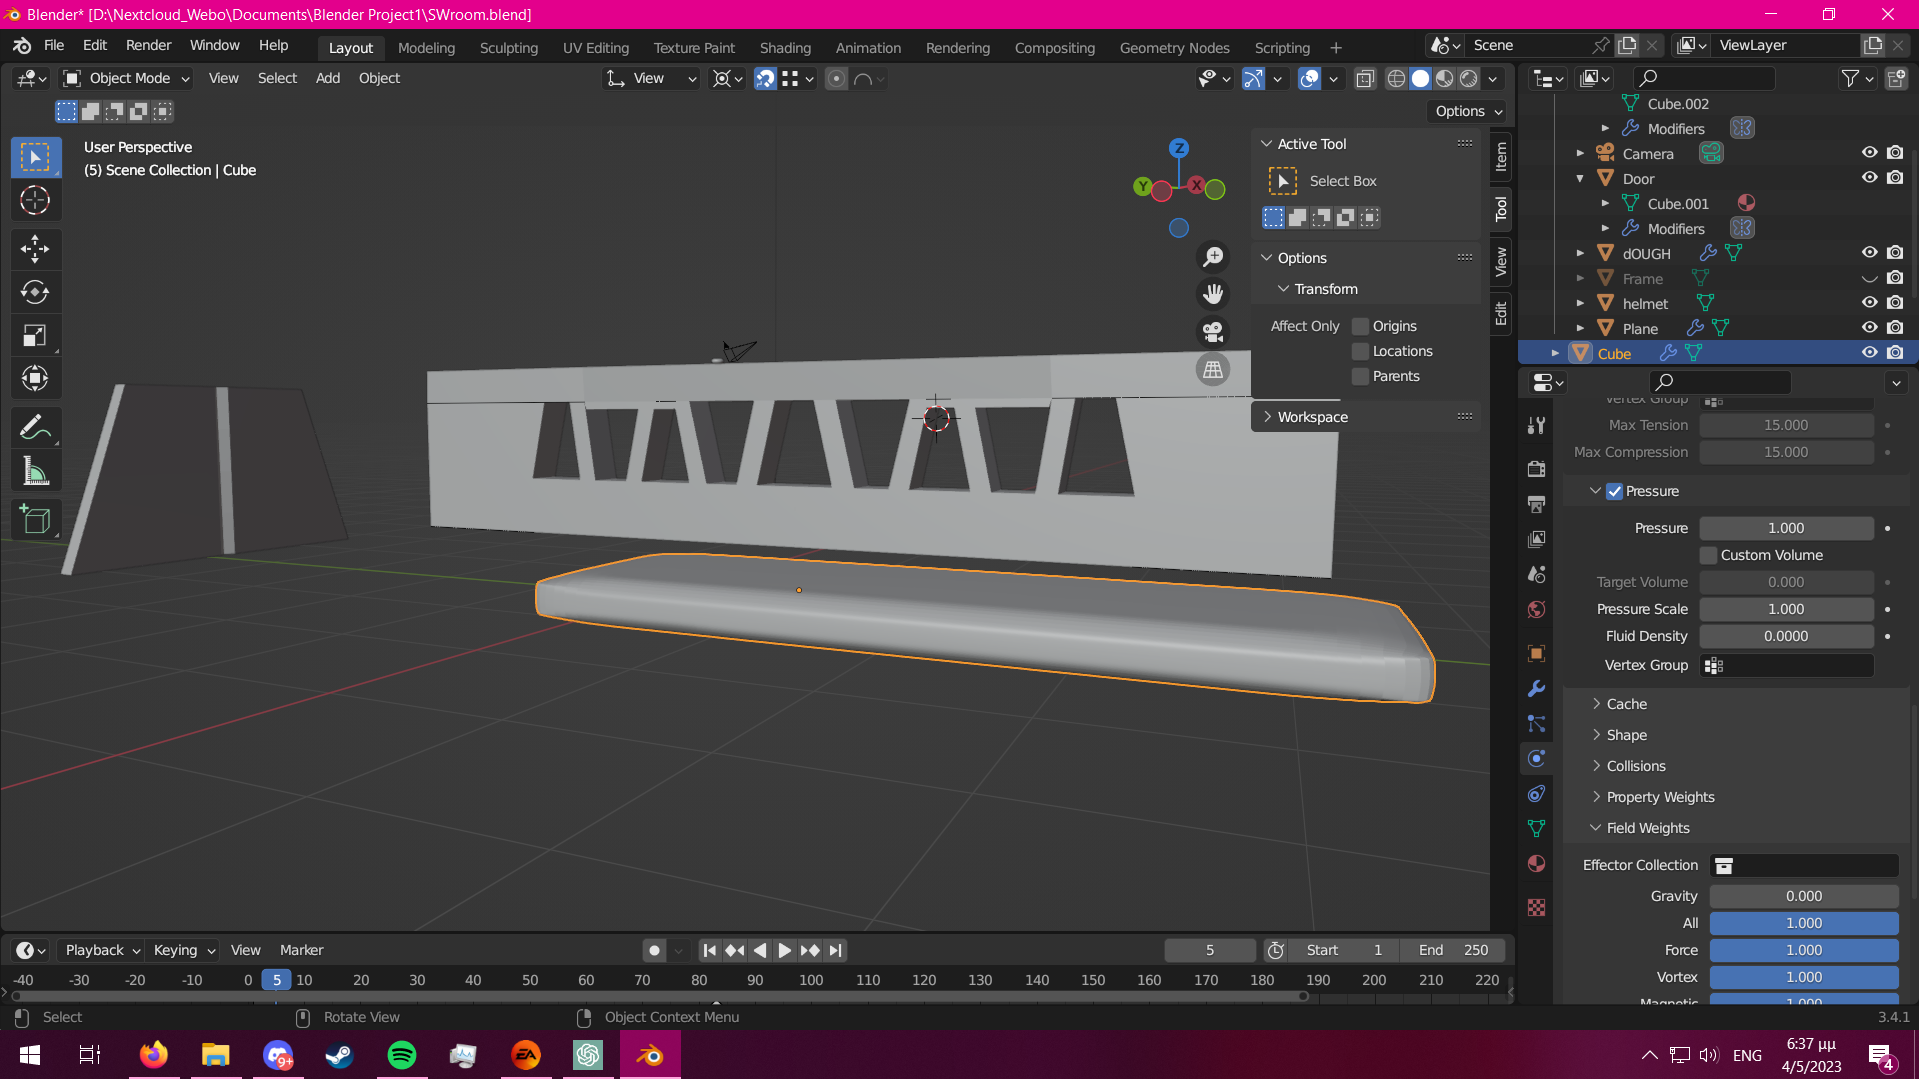 Blender* [D:\Nextcloud_Webo\Documents\Blender Project1\SWroom.blend]
File Edit Render Window Help Layout Modeling Sculpting UV Editing Texture Paint Shading Animation Rendering Compositing Geometry Nodes Scripting + Scene ViewLayer
Object Mode View Select Add Object View
Options
User Perspective
(5) Scene Collection | Cube
Z
Y
X
Active Tool
Select Box
Options
Transform
Affect Only Origins
Locations
Parents
Workspace
Item
Tool
View
Edit
Cube.002
Modifiers
Camera
Door
Cube.001
Modifiers
dOUGH
Frame
helmet
Plane
Cube
Vertex Group
Max Tension 15.000
Max Compression 15.000
Pressure
Pressure 1.000
Custom Volume
Target Volume 0.000
Pressure Scale 1.000
Fluid Density 0.0000
Vertex Group
Cache
Shape
Collisions
Property Weights
Field Weights
Effector Collection
Gravity 0.000
All 1.000
Force 1.000
Vortex 1.000
Magnetic 1.000
Playback Keying View Marker 5 Start 1 End 250
-40 -30 -20 -10 0 5 10 20 30 40 50 60 70 80 90 100 110 120 130 140 150 160 170 180 190 200 210 220
Select Rotate View Object Context Menu 3.4.1
9+ EA ENG 6:37 μμ
4/5/2023 4